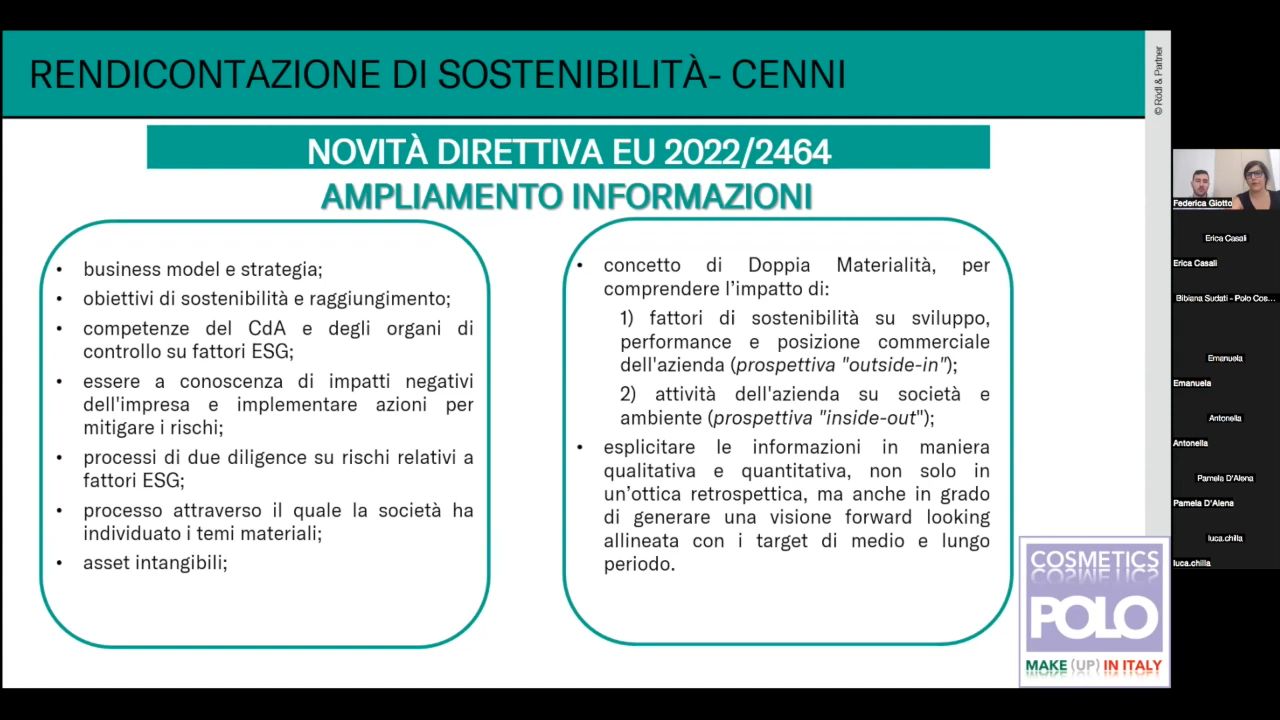 RENDICONTAZIONE DI SOSTENIBILITÀ- CENNI
© Rödl & Partner
NOVITÀ DIRETTIVA EU 2022/2464
AMPLIAMENTO INFORMAZIONI
• business model e strategia;
• obiettivi di sostenibilità e raggiungimento;
• competenze del CdA e degli organi di
controllo su fattori ESG;
• essere a conoscenza di impatti negativi
dell'impresa e implementare azioni per
mitigare i rischi;
• processi di due diligence su rischi relativi a
fattori ESG;
• processo attraverso il quale la società ha
individuato i temi materiali;
• asset intangibili;
• concetto di Doppia Materialità, per
comprendere l'impatto di:
1) fattori di sostenibilità su sviluppo,
performance e posizione commerciale
dell'azienda (prospettiva "outside-in");
2) attività dell'azienda su società e
ambiente (prospettiva "inside-out");
• esplicitare le informazioni in maniera
qualitativa e quantitativa, non solo in
un'ottica retrospettica, ma anche in grado
di generare una visione forward looking
allineata con i target di medio e lungo
periodo.
COSMETICS
POLO
MAKE (UP) IN ITALY
Federica Giotto
Erica Casali
Erica Casali
Bibiana Sudati - Polo Cos...
Emanuela
Emanuela
Antonella
Antonella
Pamela D'Alena
Pamela D'Alena
luca.chilla
luca.chilla